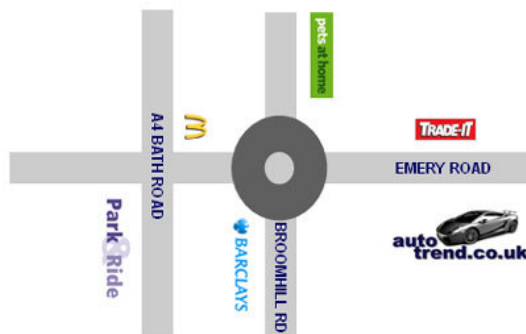 pets at home
A4 BATH ROAD
TRADE-IT
EMERY ROAD
Park & Ride
BROOMHILL RD
BARCLAYS
auto
trend.co.uk